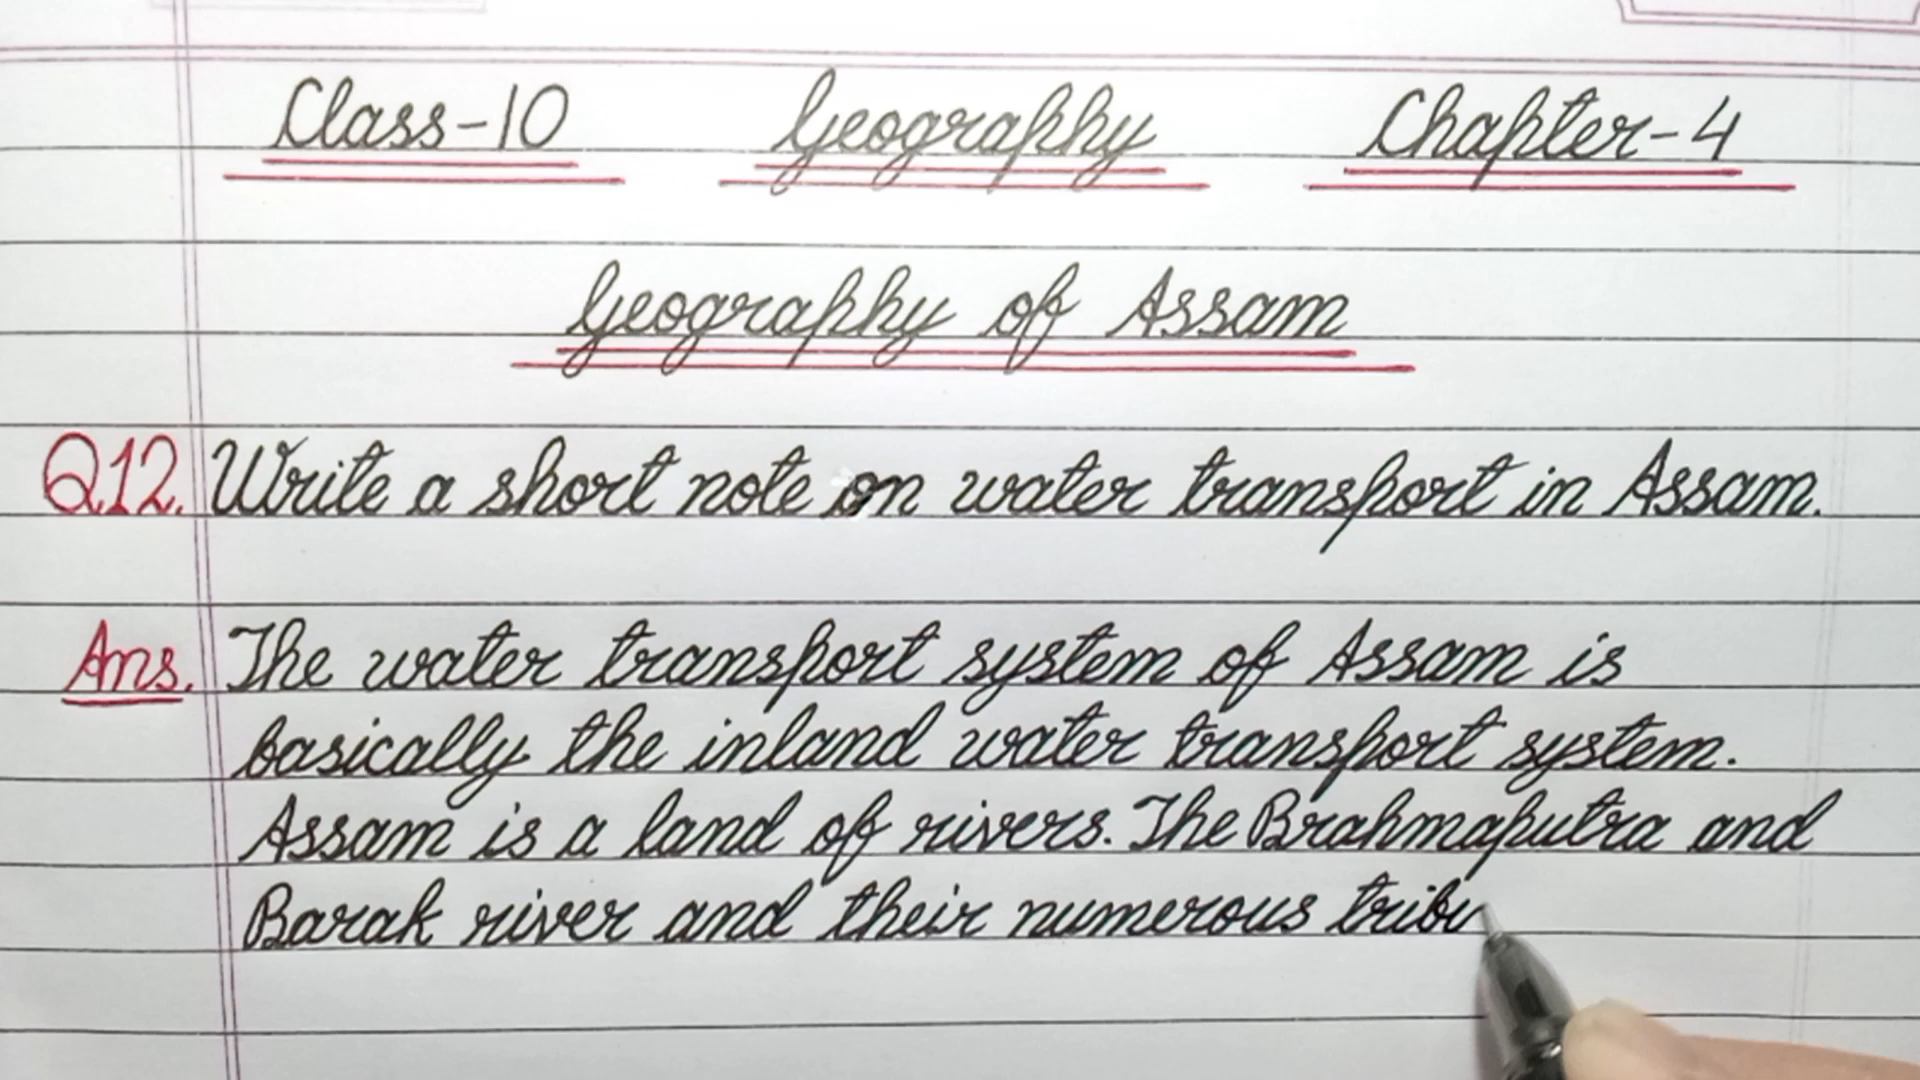 Class-10 Geography Chapter-4
Geography of Assam
Q12. Write a short note on water transport in Assam.
Ans. The water transport system of Assam is
basically the inland water transport system.
Assam is a land of rivers. The Brahmaputra and
Barak river and their numerous tribu